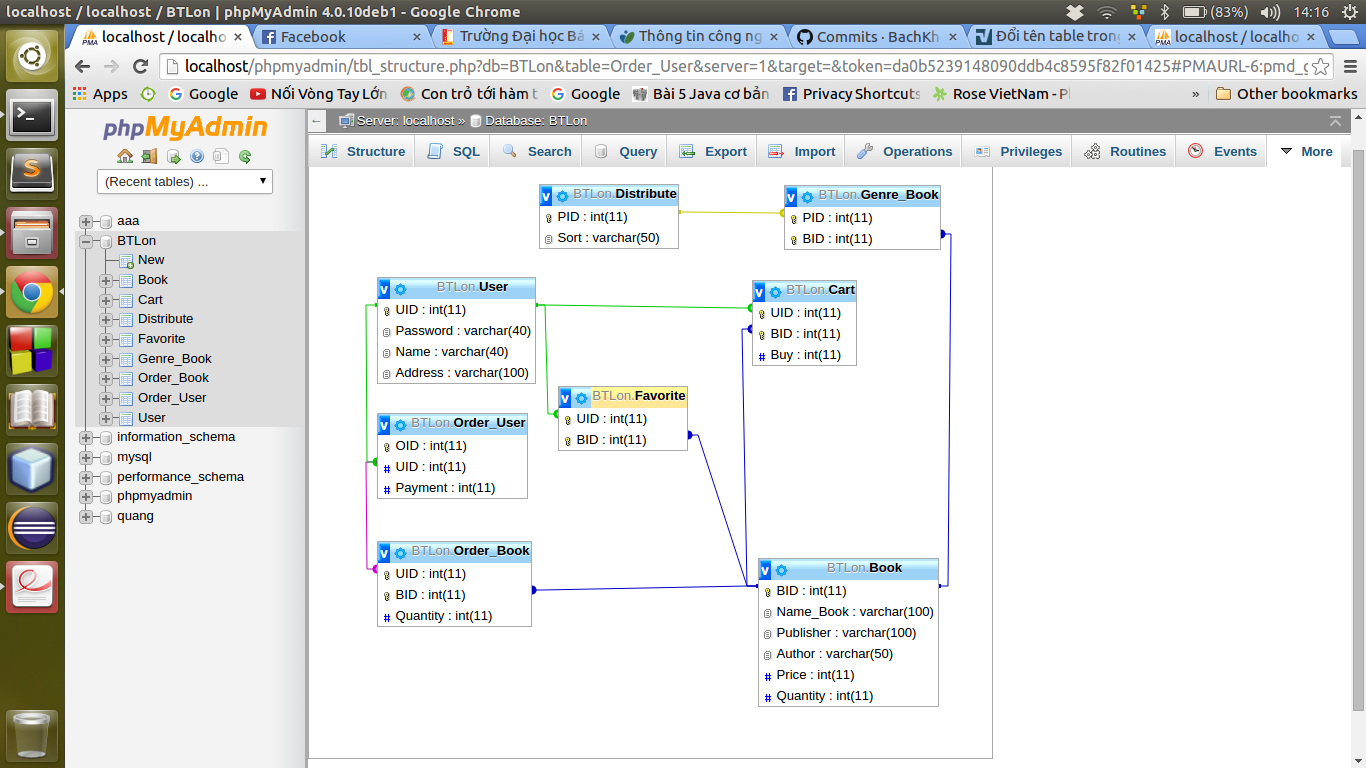 localhost / localhost / BTLon | phpMyAdmin 4.0.10deb1 - Google Chrome
(83%)
14:16
localhost / localho
Facebook
Trường Đại học Bá
Thông tin công ng
Commits · BachKh
Đổi tên table trong
localhost / localho
localhost/phpmyadmin/tbl_structure.php?db=BTLon&table=Order_User&server=1&target=&token=da0b5239148090ddb4c8595f82f01425#PMAURL-6:pmd_g
Apps
Google
Nối Vòng Tay Lớn
Con trỏ tới hàm t
Google
Bài 5 Java cơ bản
Privacy Shortcuts
Rose VietNam - P
»
Other bookmarks
phpMyAdmin
(Recent tables) ...
aaa
BTLon
New
Book
Cart
Distribute
Favorite
Genre_Book
Order_Book
Order_User
User
information_schema
mysql
performance_schema
phpmyadmin
quang
Server: localhost » Database: BTLon
Structure
SQL
Search
Query
Export
Import
Operations
Privileges
Routines
Events
More
v BTLon.Distribute
PID : int(11)
Sort : varchar(50)
v BTLon.Genre_Book
PID : int(11)
BID : int(11)
v BTLon.User
UID : int(11)
Password : varchar(40)
Name : varchar(40)
Address : varchar(100)
v BTLon.Cart
UID : int(11)
BID : int(11)
# Buy : int(11)
v BTLon.Favorite
UID : int(11)
BID : int(11)
v BTLon.Order_User
OID : int(11)
# UID : int(11)
# Payment : int(11)
v BTLon.Order_Book
UID : int(11)
BID : int(11)
# Quantity : int(11)
v BTLon.Book
BID : int(11)
Name_Book : varchar(100)
Publisher : varchar(100)
Author : varchar(50)
# Price : int(11)
# Quantity : int(11)